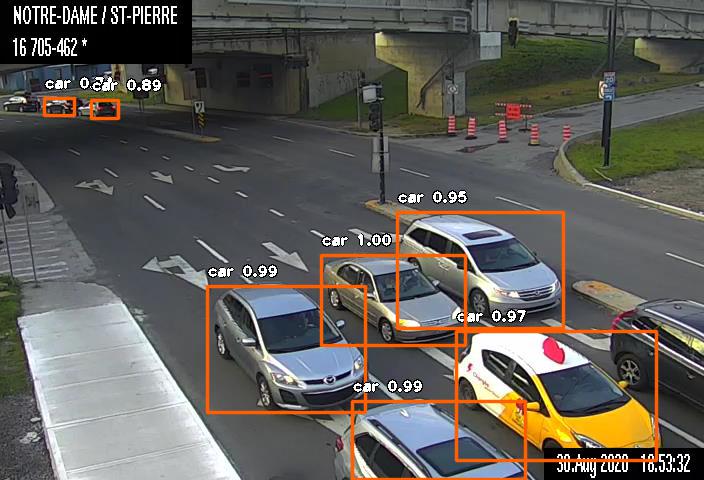 NOTRE-DAME / ST-PIERRE
16 705-462 *
car 0.89
car 0.95
car 1.00
car 0.99
car 0.97
car 0.99
30 Aug 2020 18:53:32